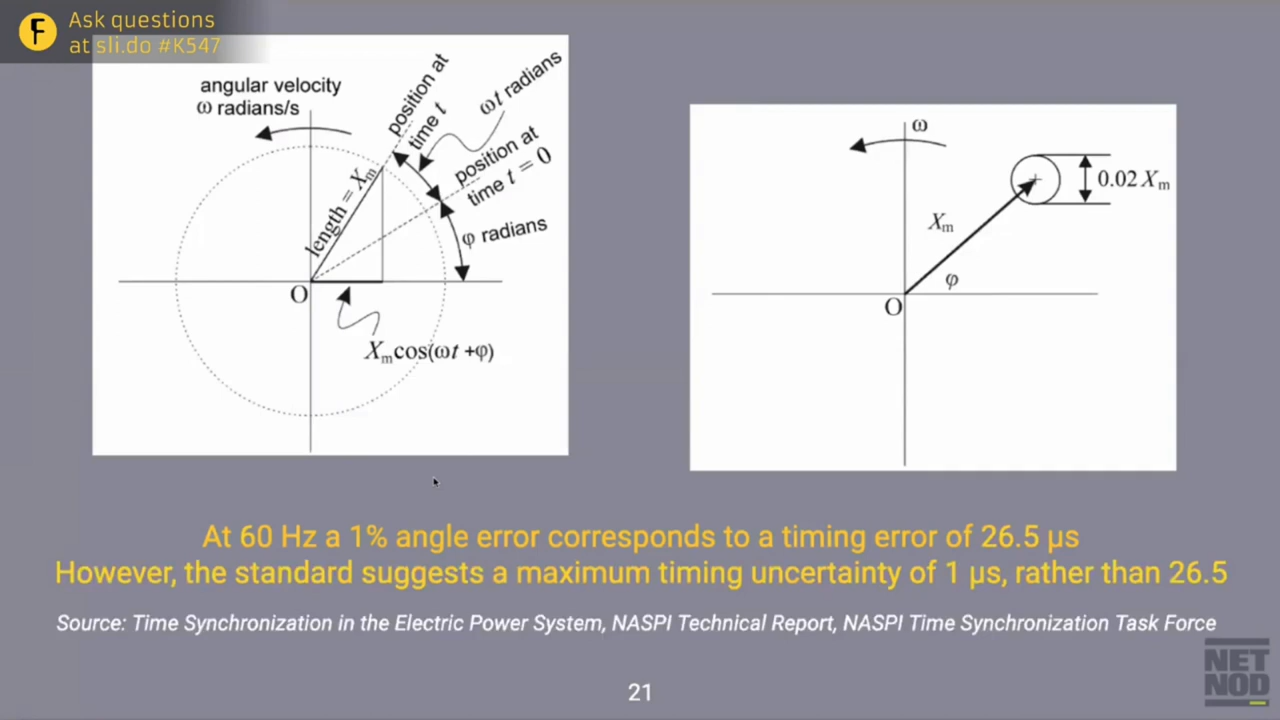 Ask questions
at sli.do #K547
angular velocity
ω radians/s
position at
time t
ωt radians
position at
time t = 0
length = Xm
φ radians
O
Xmcos(ωt +φ)
ω
0.02 Xm
Xm
φ
O
At 60 Hz a 1% angle error corresponds to a timing error of 26.5 μs
However, the standard suggests a maximum timing uncertainty of 1 μs, rather than 26.5
Source: Time Synchronization in the Electric Power System, NASPI Technical Report, NASPI Time Synchronization Task Force
21
NET
NOD